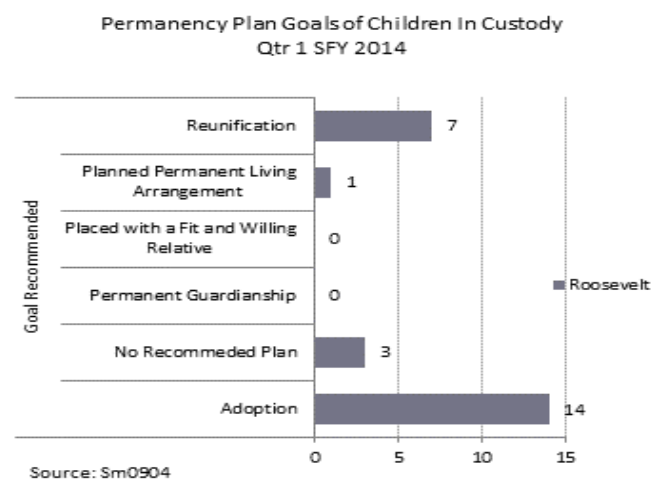 Permanency Plan Goals of Children In Custody
Qtr 1 SFY 2014
Goal Recommended
Reunification
7
Planned Permanent Living
Arrangement
1
Placed with a Fit and Willing
Relative
0
Permanent Guardianship
0
No Recommeded Plan
3
Adoption
14
Roosevelt
0 5 10 15
Source: Sm0904